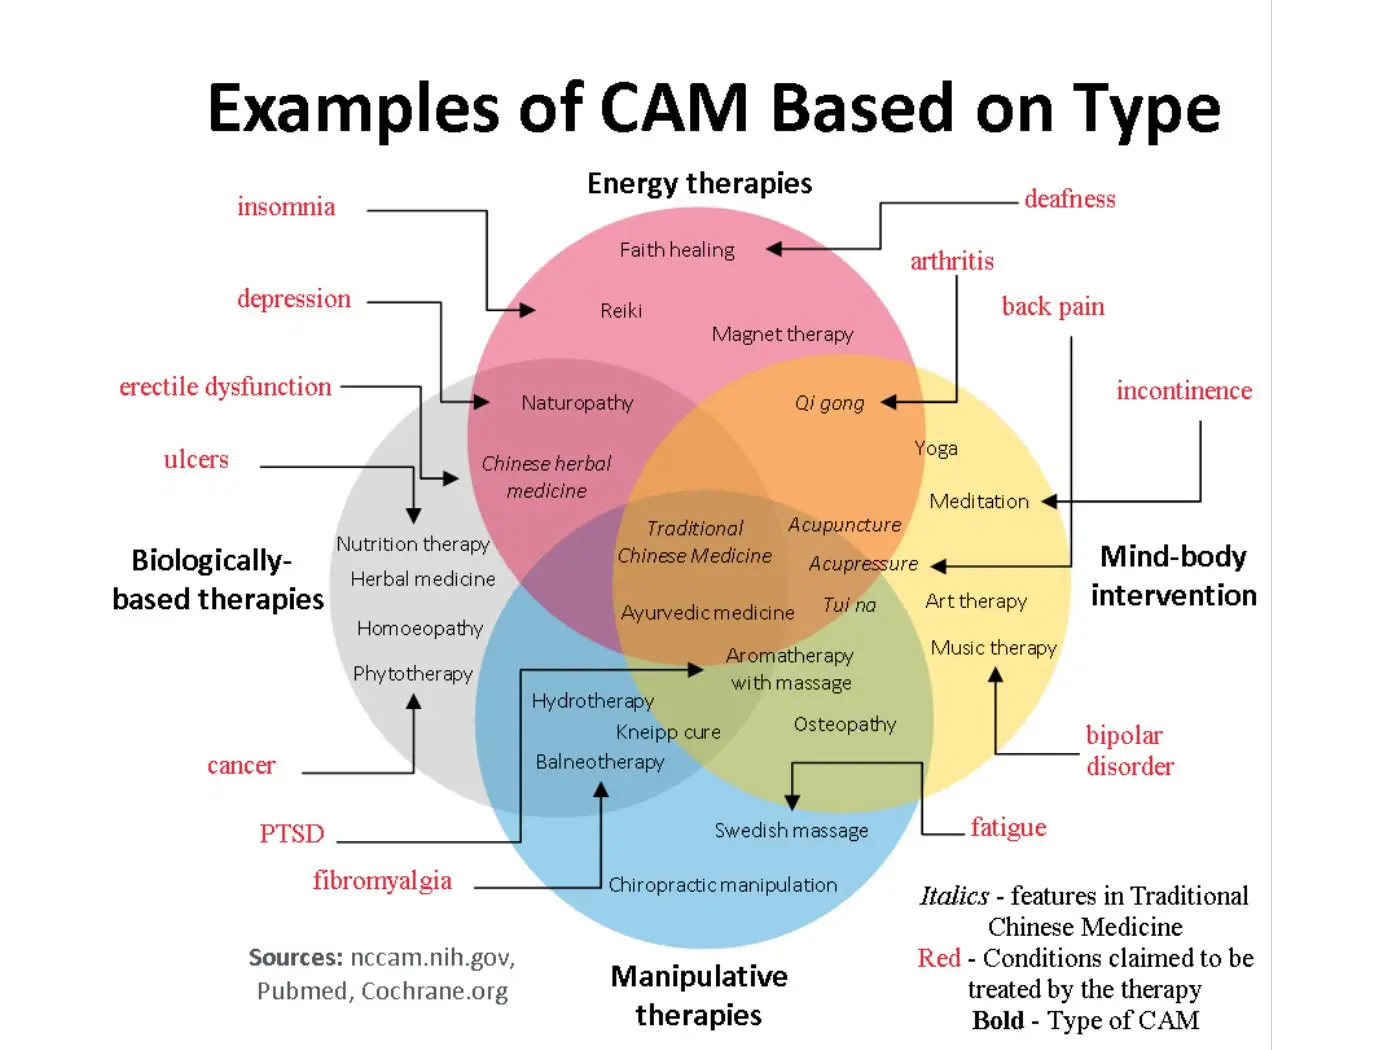 Examples of CAM Based on Type
Energy therapies
insomnia
deafness
Faith healing
arthritis
depression
Reiki
back pain
Magnet therapy
erectile dysfunction
incontinence
Naturopathy
Qi gong
Yoga
ulcers
Chinese herbal
medicine
Meditation
Traditional
Chinese Medicine
Acupuncture
Nutrition therapy
Acupressure
Biologically-
based therapies
Mind-body
intervention
Herbal medicine
Ayurvedic medicine
Tui na
Art therapy
Homoeopathy
Music therapy
Aromatherapy
with massage
Phytotherapy
Hydrotherapy
Kneipp cure
Osteopathy
Balneotherapy
cancer
bipolar
disorder
PTSD
Swedish massage
fatigue
fibromyalgia
Chiropractic manipulation
Italics - features in Traditional
Chinese Medicine
Red - Conditions claimed to be
treated by the therapy
Bold - Type of CAM
Sources: nccam.nih.gov,
Pubmed, Cochrane.org
Manipulative
therapies